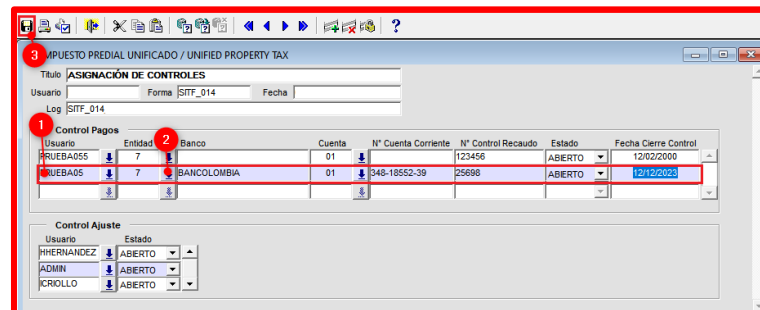 ?
3
IMPUESTO PREDIAL UNIFICADO / UNIFIED PROPERTY TAX
Titulo ASIGNACIÓN DE CONTROLES
Usuario Forma SITF_014 Fecha
Log SITF_014
1 Control Pagos 2
Usuario Entidad Banco Cuenta N° Cuenta Corriente N° Control Recaudo Estado Fecha Cierre Control
PRUEBA055 7 01 123456 ABIERTO 12/02/2000
PRUEBA05 7 BANCOLOMBIA 01 348-18552-39 25698 ABIERTO 12/12/2023
Control Ajuste
Usuario Estado
HHERNANDEZ ABIERTO
ADMIN ABIERTO
ICRIOLLO ABIERTO